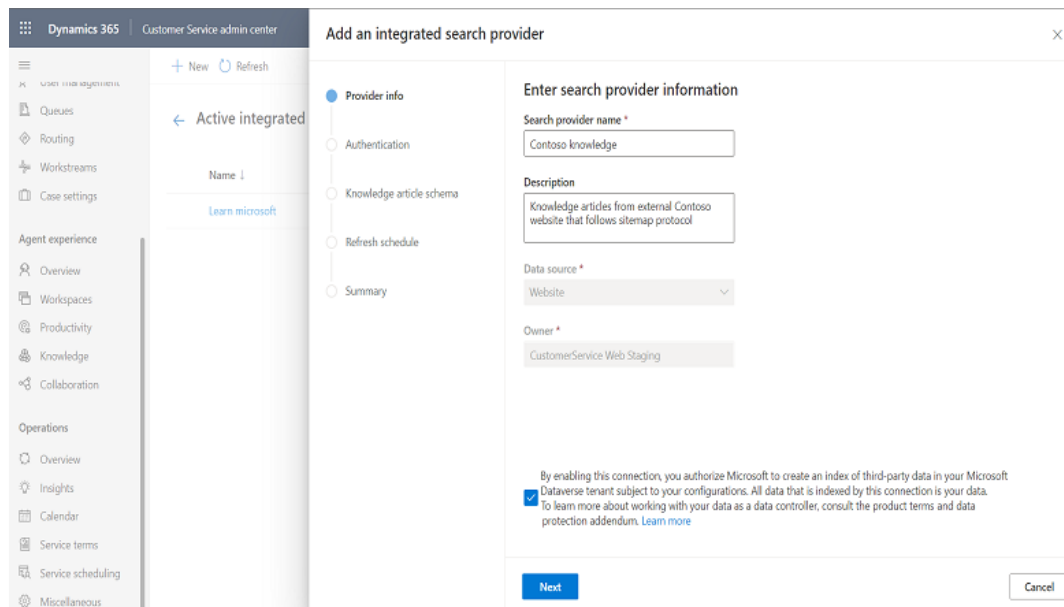 Dynamics 365
Customer Service admin center
User management
Queues
Routing
Workstreams
Case settings
Agent experience
Overview
Workspaces
Productivity
Knowledge
Collaboration
Operations
Overview
Insights
Calendar
Service terms
Service scheduling
Miscellaneous
New
Refresh
Active integrated
Name ↓
Learn microsoft
Add an integrated search provider
Provider info
Authentication
Knowledge article schema
Refresh schedule
Summary
Enter search provider information
Search provider name *
Contoso knowledge
Description
Knowledge articles from external Contoso
website that follows sitemap protocol
Data source *
Website
Owner *
CustomerService Web Staging
By enabling this connection, you authorize Microsoft to create an index of third-party data in your Microsoft
Dataverse tenant subject to your configurations. All data that is indexed by this connection is your data.
To learn more about working with your data as a data controller, consult the product terms and data
protection addendum. Learn more
Next
Cancel